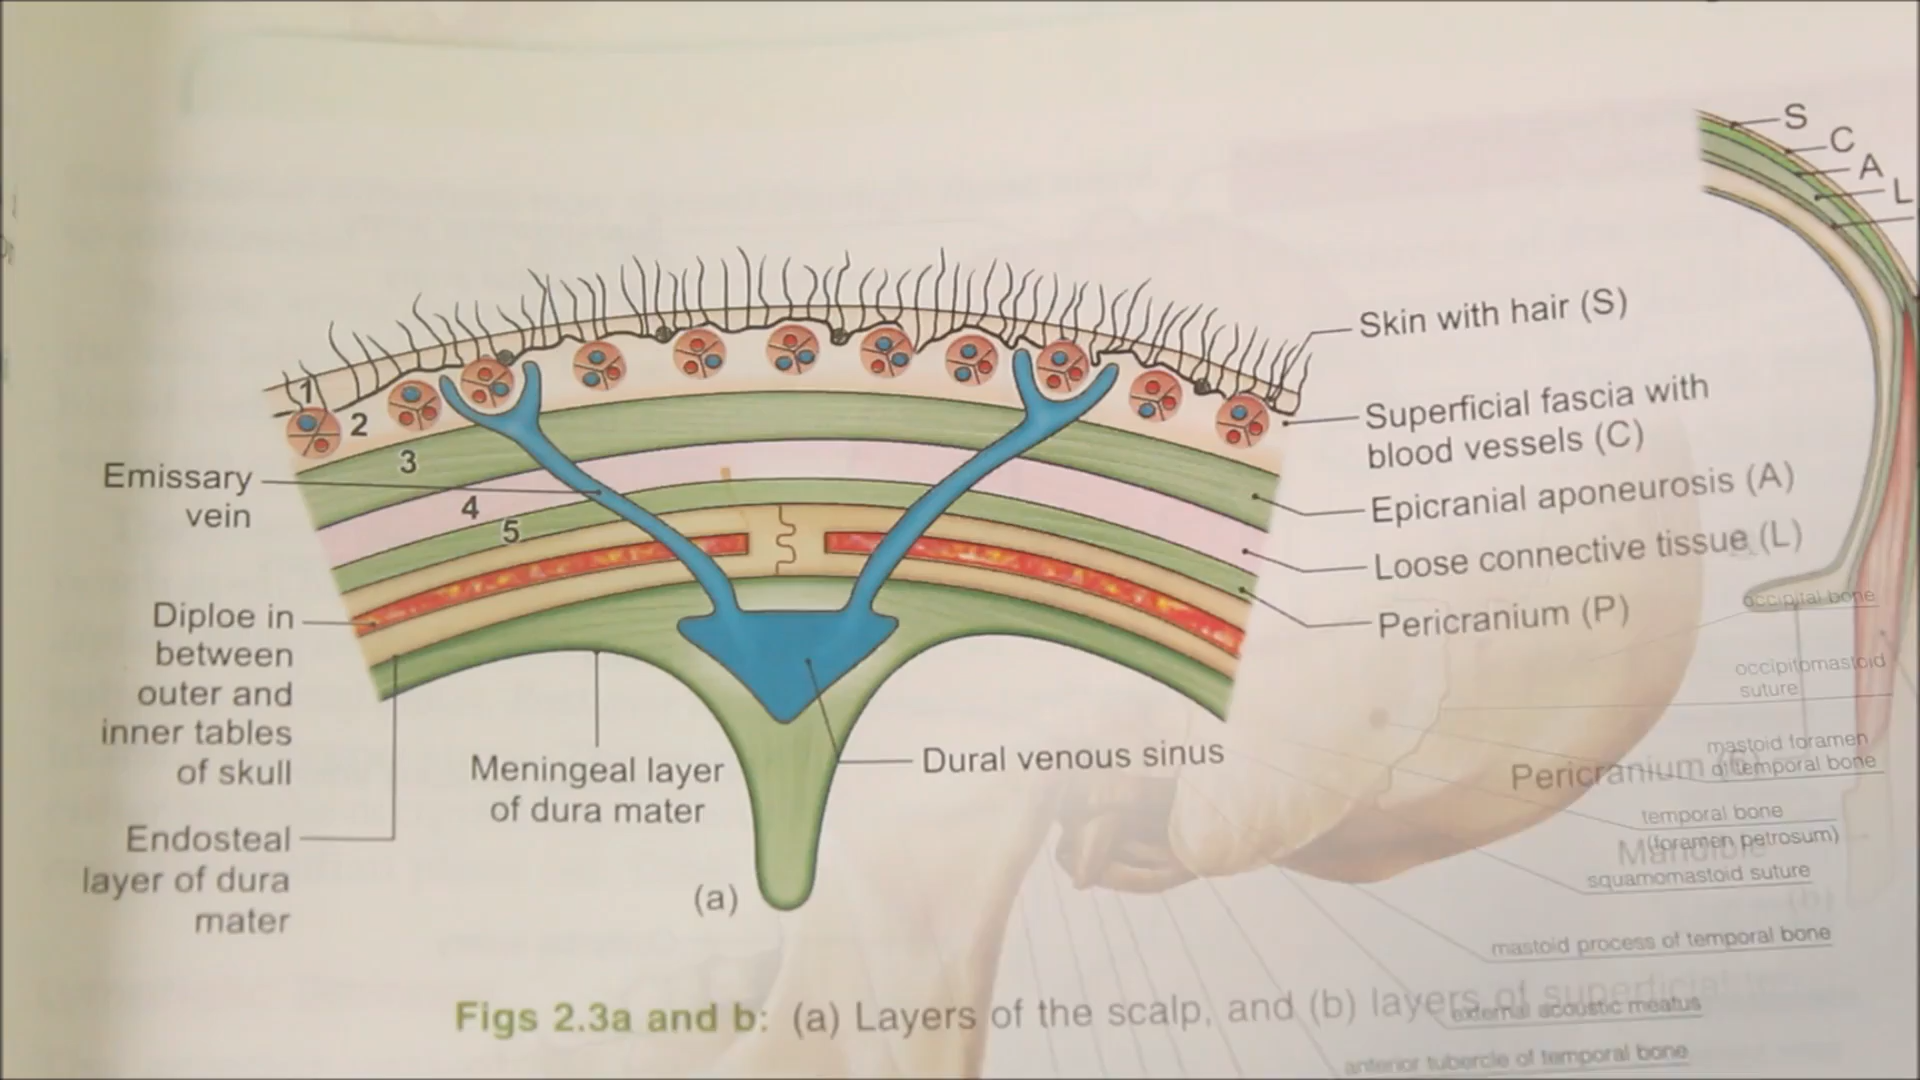 S
C
A
L
Skin with hair (S)
Superficial fascia with
blood vessels (C)
Epicranial aponeurosis (A)
Loose connective tissue (L)
Pericranium (P)
1
2
3
4
5
Emissary
vein
Diploe in
between
outer and
inner tables
of skull
Endosteal
layer of dura
mater
Meningeal layer
of dura mater
Dural venous sinus
(a)
occipital bone
occipitomastoid
suture
mastoid foramen
of temporal bone
Pericranium
temporal bone
(foramen petrosum)
Mandible
squamomastoid suture
(b)
mastoid process of temporal bone
external acoustic meatus
anterior tubercle of temporal bone
Figs 2.3a and b: (a) Layers of the scalp, and (b) layers of superficial